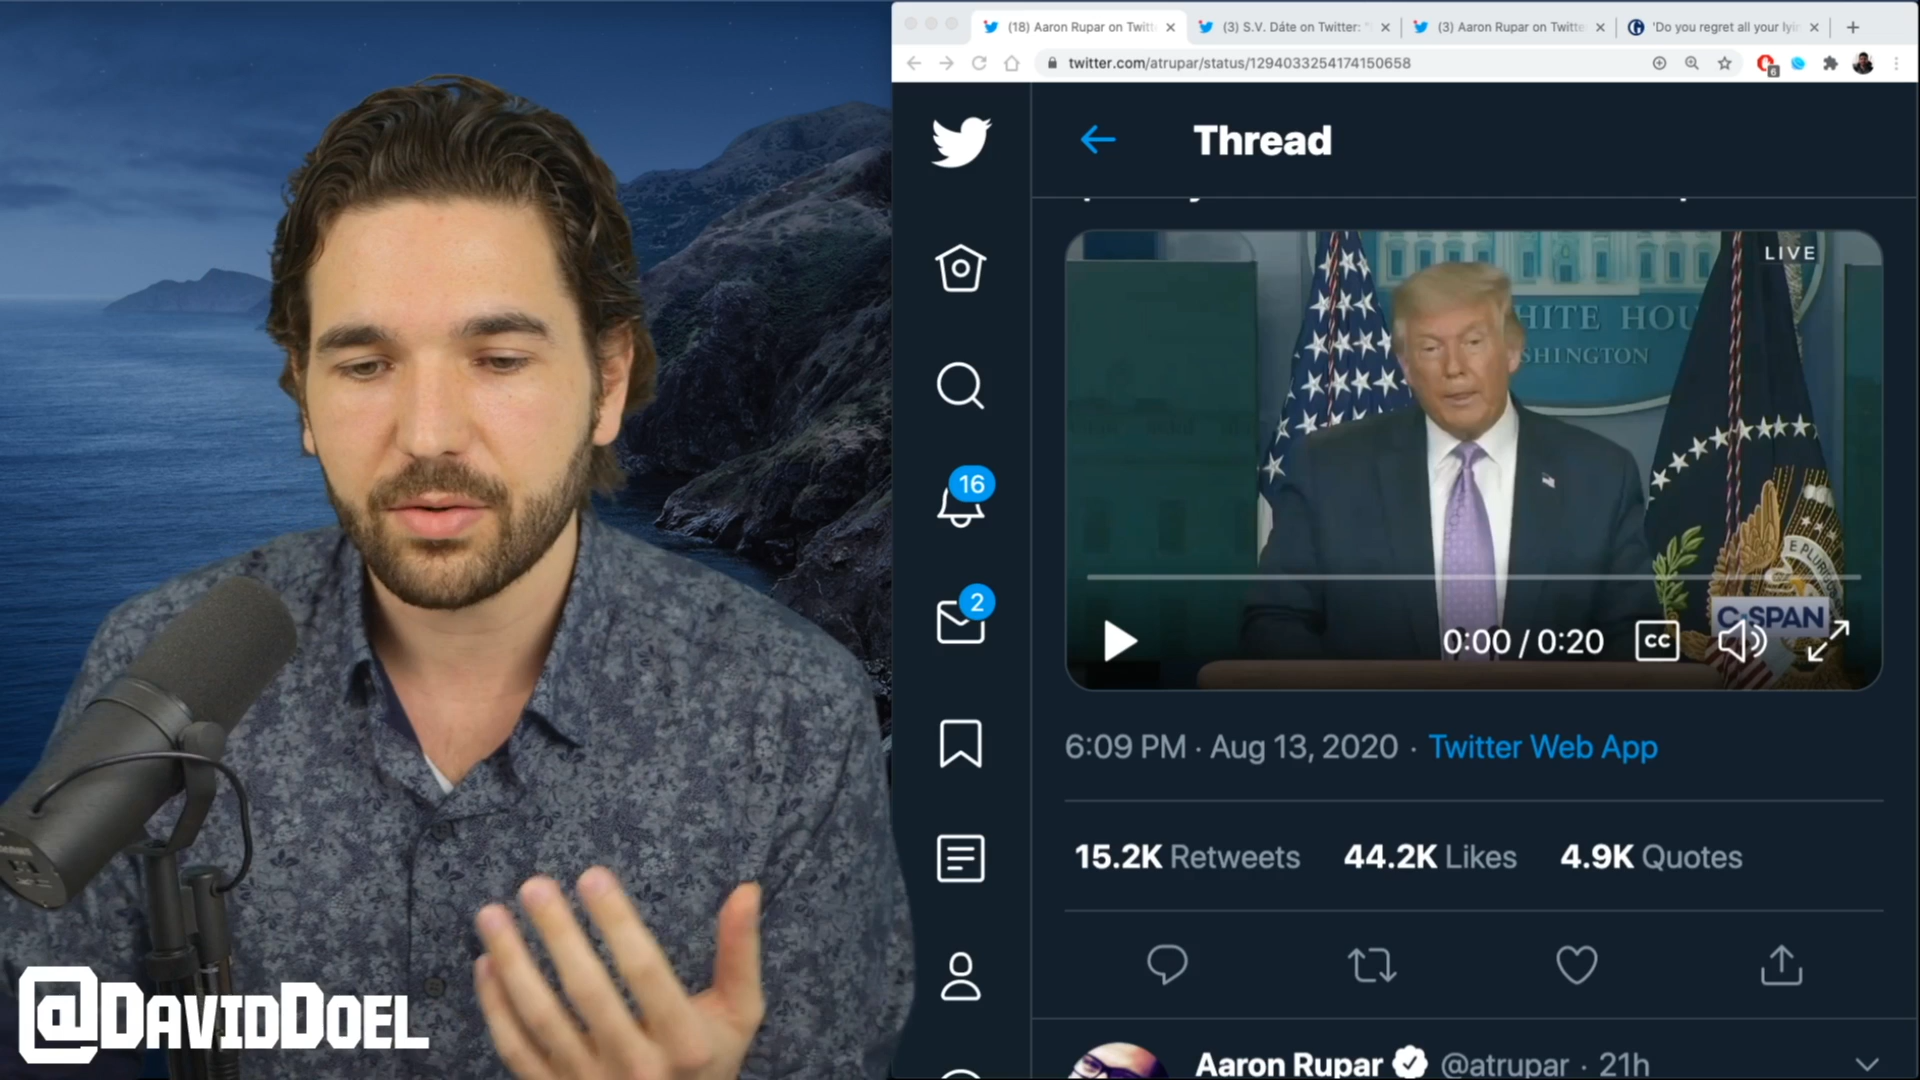 (18) Aaron Rupar on Twitt
(3) S.V. Dáte on Twitter: "
(3) Aaron Rupar on Twitte
'Do you regret all your lyin
twitter.com/atrupar/status/1294033254174150658
6
Thread
LIVE
HITE HOU
SHINGTON
E PLURIBU
C-SPAN
0:00 / 0:20
CC
16
2
6:09 PM · Aug 13, 2020 · Twitter Web App
15.2K Retweets 44.2K Likes 4.9K Quotes
Aaron Rupar @atrupar · 21h
@DAVIDDOEL